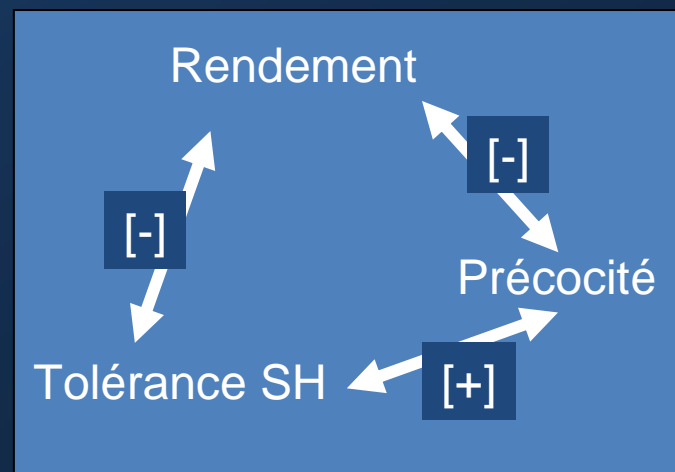 Rendement
[-]
[-]
Précocité
Tolérance SH
[+]